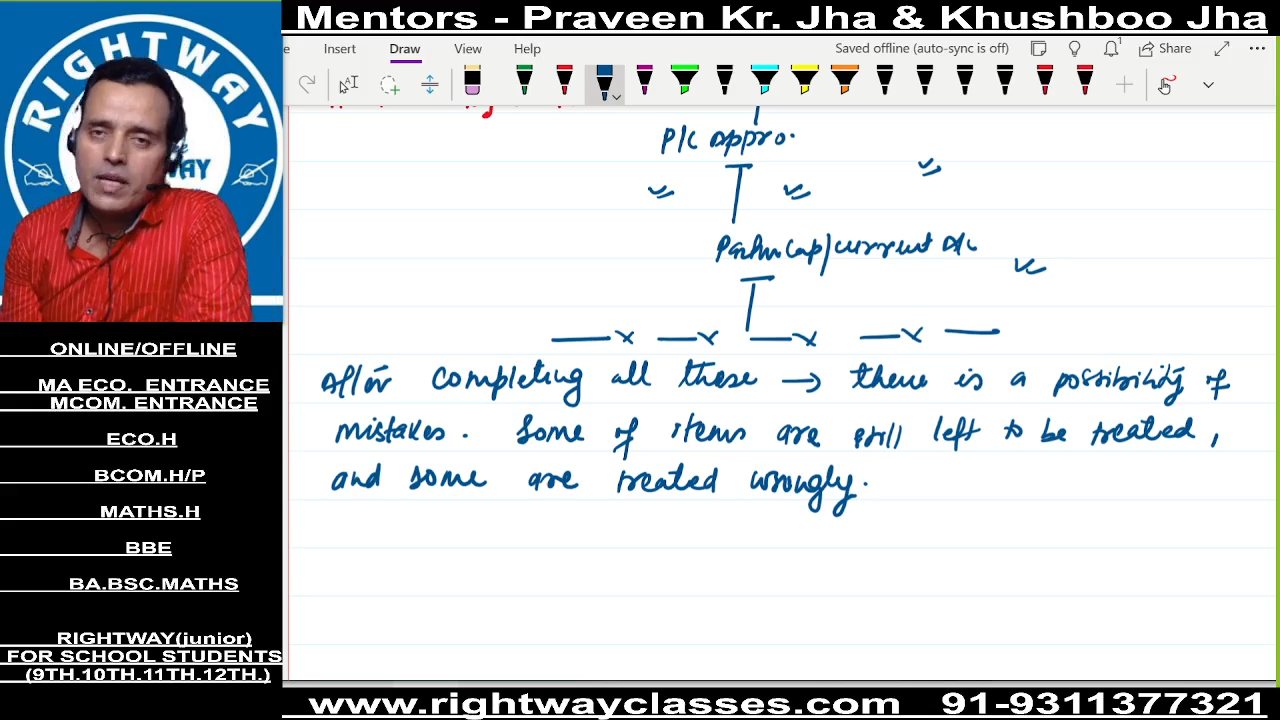 Mentors - Praveen Kr. Jha & Khushboo Jha
RIGHTWAY
WAY
Insert Draw View Help Saved offline (auto-sync is off) Share
P/L Appro.
cap/current A/c
After completing all these → there is a possibility of
mistakes. Some of items are still left to be treated,
and some are treated wrongly.
ONLINE/OFFLINE
MA ECO. ENTRANCE
MCOM. ENTRANCE
ECO.H
BCOM.H/P
MATHS.H
BBE
BA.BSC.MATHS
RIGHTWAY(junior)
FOR SCHOOL STUDENTS
(9TH.10TH.11TH.12TH.)
www.rightwayclasses.com 91-9311377321